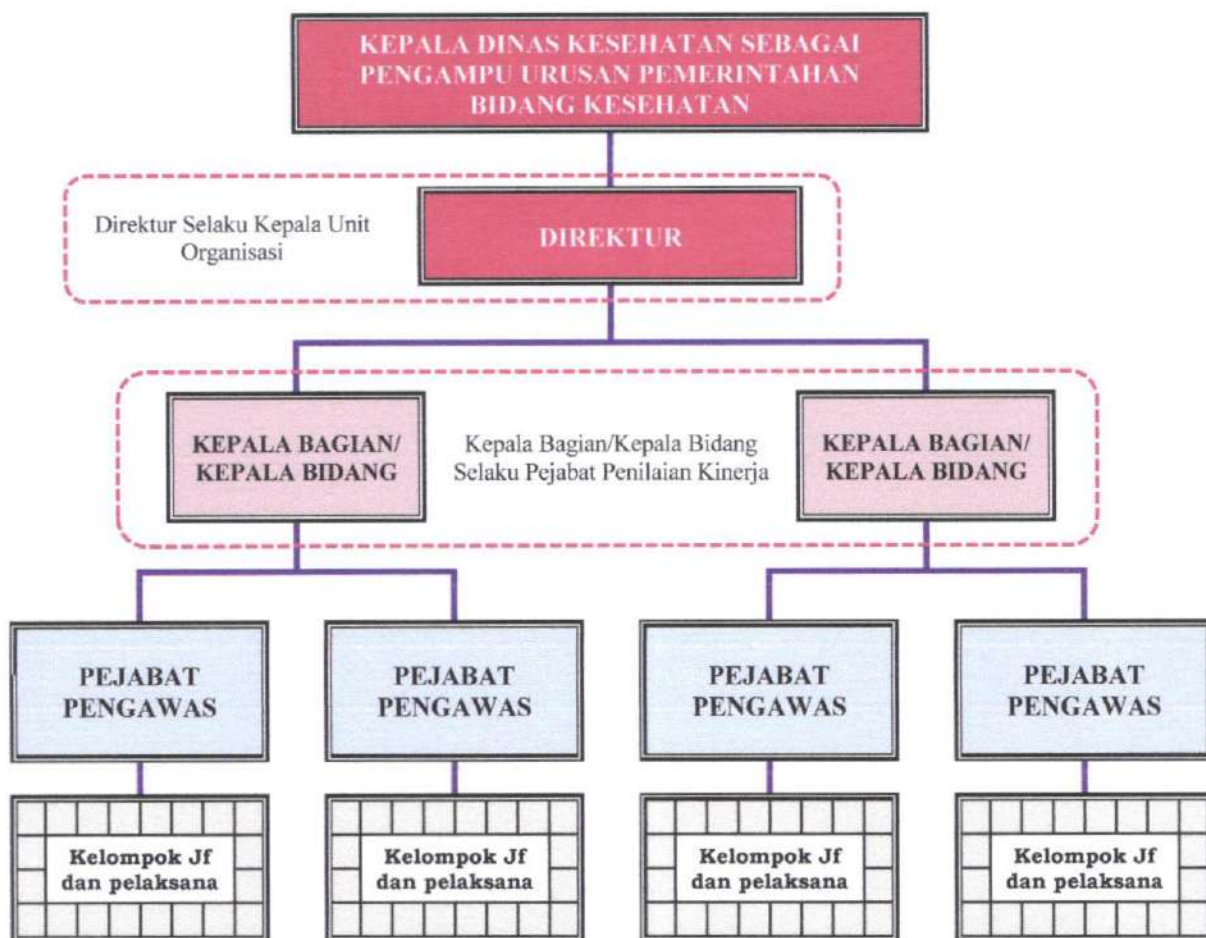 KEPALA DINAS KESEHATAN SEBAGAI
PENGAMPU URUSAN PEMERINTAHAN
BIDANG KESEHATAN
Direktur Selaku Kepala Unit
Organisasi
DIREKTUR
KEPALA BAGIAN/
KEPALA BIDANG
Kepala Bagian/Kepala Bidang
Selaku Pejabat Penilaian Kinerja
KEPALA BAGIAN/
KEPALA BIDANG
PEJABAT
PENGAWAS
PEJABAT
PENGAWAS
PEJABAT
PENGAWAS
PEJABAT
PENGAWAS
Kelompok Jf
dan pelaksana
Kelompok Jf
dan pelaksana
Kelompok Jf
dan pelaksana
Kelompok Jf
dan pelaksana